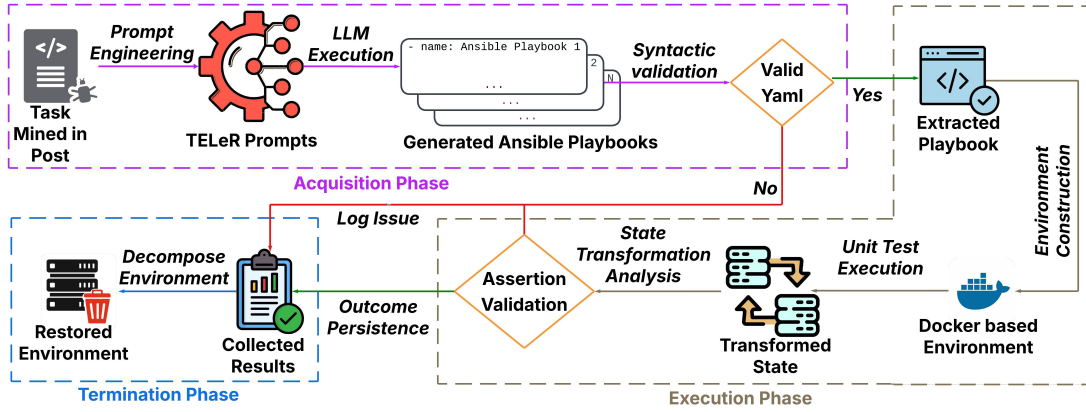 Prompt
Engineering
LLM
Execution
- name: Ansible Playbook 1
...
2
...
N
...
Syntactic
validation
Valid
Yaml
Yes
Task
Mined in
Post
TELeR Prompts
Generated Ansible Playbooks
Extracted
Playbook
Acquisition Phase
No
Environment
Construction
Log Issue
Decompose
Environment
Outcome
Persistence
Assertion
Validation
State
Transformation
Analysis
Unit Test
Execution
Restored
Environment
Collected
Results
Transformed
State
Docker based
Environment
Termination Phase
Execution Phase